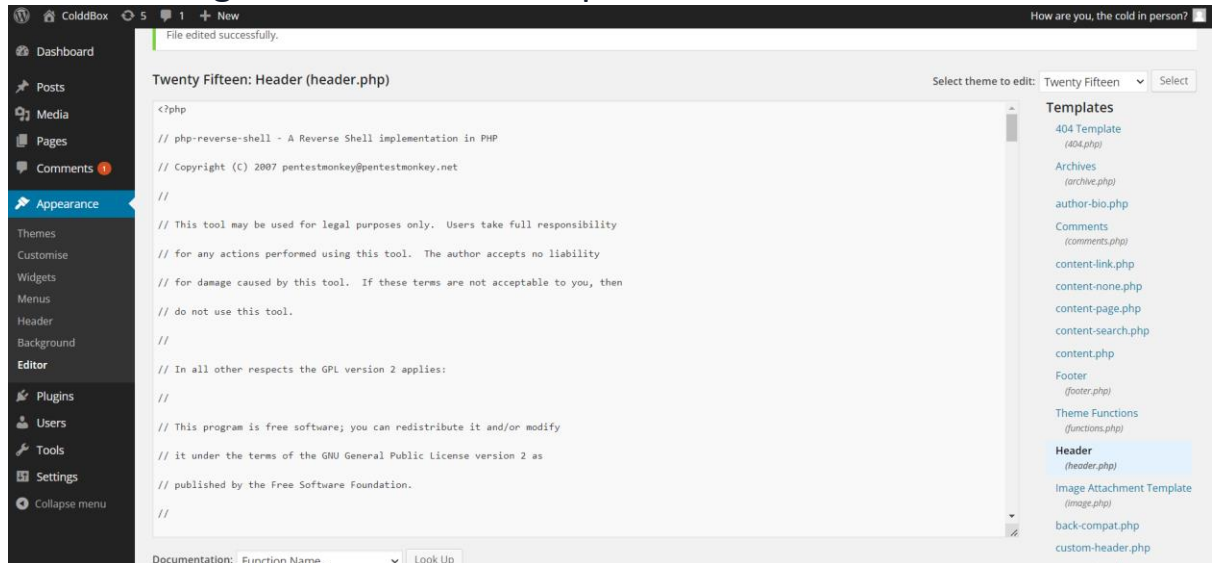 ColddBox 5 1 + New
How are you, the cold in person?
Dashboard
Posts
Media
Pages
Comments 1
Appearance
Themes
Customise
Widgets
Menus
Header
Background
Editor
Plugins
Users
Tools
Settings
Collapse menu
File edited successfully.
Twenty Fifteen: Header (header.php)
Select theme to edit: Twenty Fifteen Select
<?php
// php-reverse-shell - A Reverse Shell implementation in PHP
// Copyright (C) 2007 pentestmonkey@pentestmonkey.net
//
// This tool may be used for legal purposes only. Users take full responsibility
// for any actions performed using this tool. The author accepts no liability
// for damage caused by this tool. If these terms are not acceptable to you, then
// do not use this tool.
//
// In all other respects the GPL version 2 applies:
//
// This program is free software; you can redistribute it and/or modify
// it under the terms of the GNU General Public License version 2 as
// published by the Free Software Foundation.
//
Documentation: Function Name... Look Up
Templates
404 Template
(404.php)
Archives
(archive.php)
author-bio.php
Comments
(comments.php)
content-link.php
content-none.php
content-page.php
content-search.php
content.php
Footer
(footer.php)
Theme Functions
(functions.php)
Header
(header.php)
Image Attachment Template
(image.php)
back-compat.php
custom-header.php